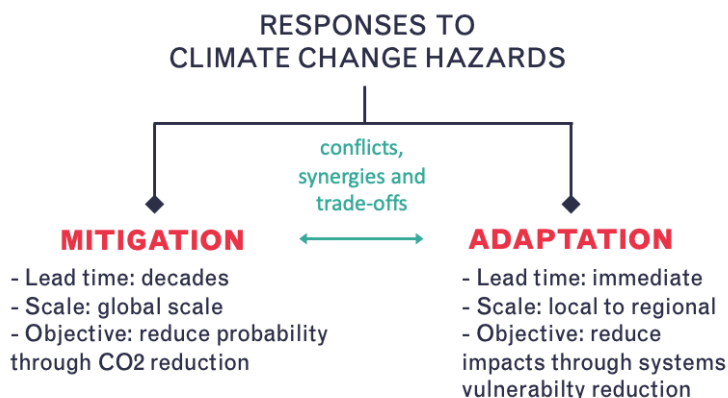 RESPONSES TO
CLIMATE CHANGE HAZARDS
conflicts,
synergies and
trade-offs
MITIGATION
- Lead time: decades
- Scale: global scale
- Objective: reduce probability
through CO2 reduction
ADAPTATION
- Lead time: immediate
- Scale: local to regional
- Objective: reduce
impacts through systems
vulnerabilty reduction